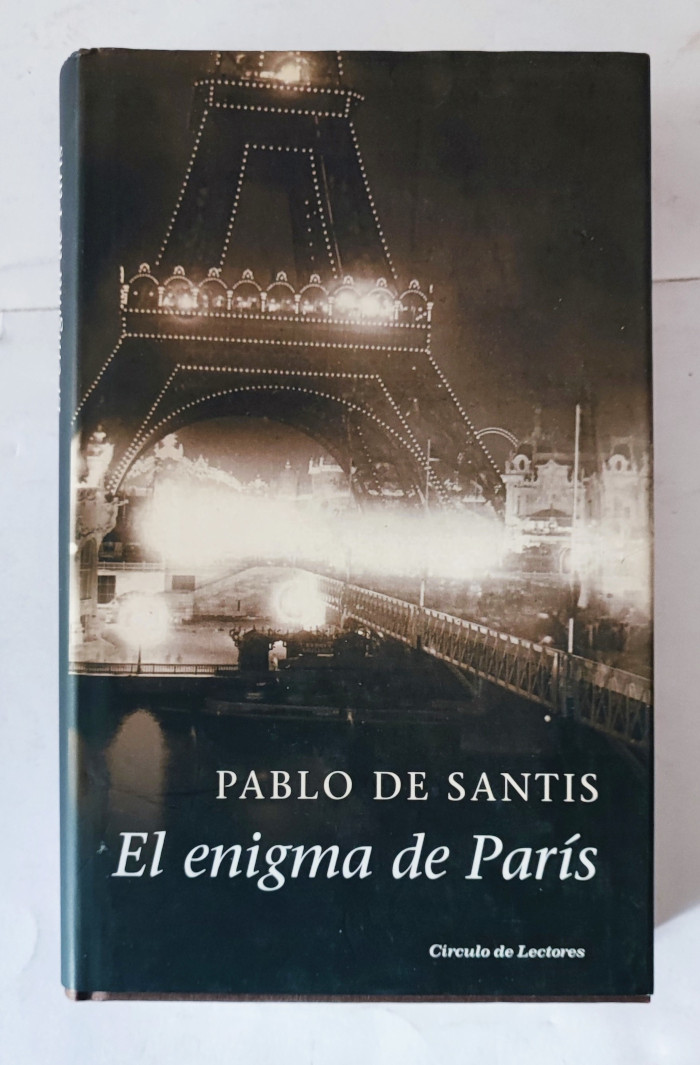 PABLO DE SANTIS
El enigma de París
Círculo de Lectores